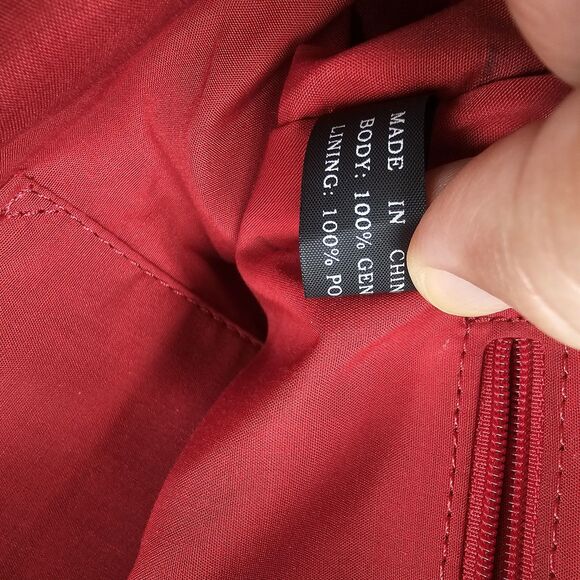 MADE IN CHIN
BODY: 100% GEN
LINING: 100% PO